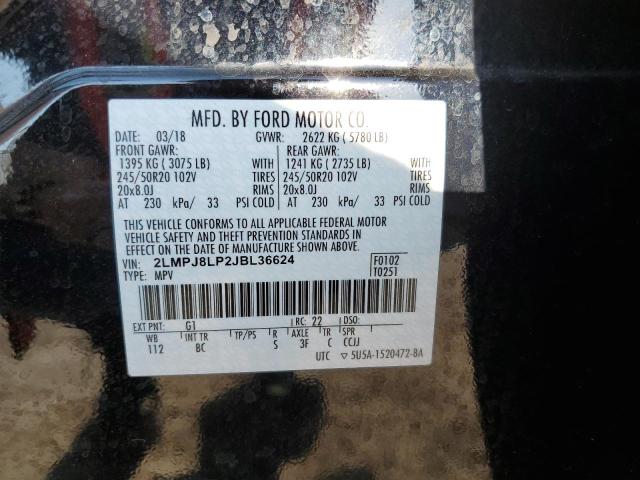 MFD. BY FORD MOTOR CO.
DATE: 03/18 GVWR: 2622 KG ( 5780 LB)
FRONT GAWR: REAR GAWR:
1395 KG ( 3075 LB) WITH 1241 KG ( 2735 LB) WITH
245/50R20 102V TIRES 245/50R20 102V TIRES
20x8.0J RIMS 20x8.0J RIMS
AT 230 kPa/ 33 PSI COLD AT 230 kPa/ 33 PSI COLD
THIS VEHICLE CONFORMS TO ALL APPLICABLE FEDERAL MOTOR
VEHICLE SAFETY AND THEFT PREVENTION STANDARDS IN
EFFECT ON THE DATE OF MANUFACTURE SHOWN ABOVE.
VIN: 2LMPJ8LP2JBL36624 F0102
TYPE: MPV T0251
EXT PNT: G1 RC: 22 DSO:
WB INT TR TP/PS R AXLE TR SPR
112 BC S 3F C CCJJ
UTC ▽5U5A-1520472-BA